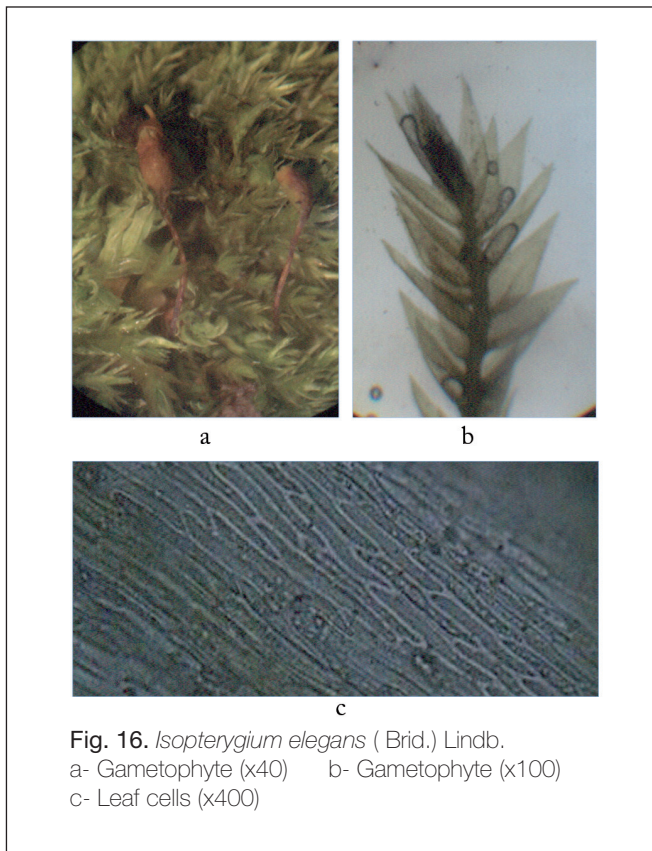 a
b
c
Fig. 16. Isopterygium elegans ( Brid.) Lindb.
a- Gametophyte (x40) b- Gametophyte (x100)
c- Leaf cells (x400)